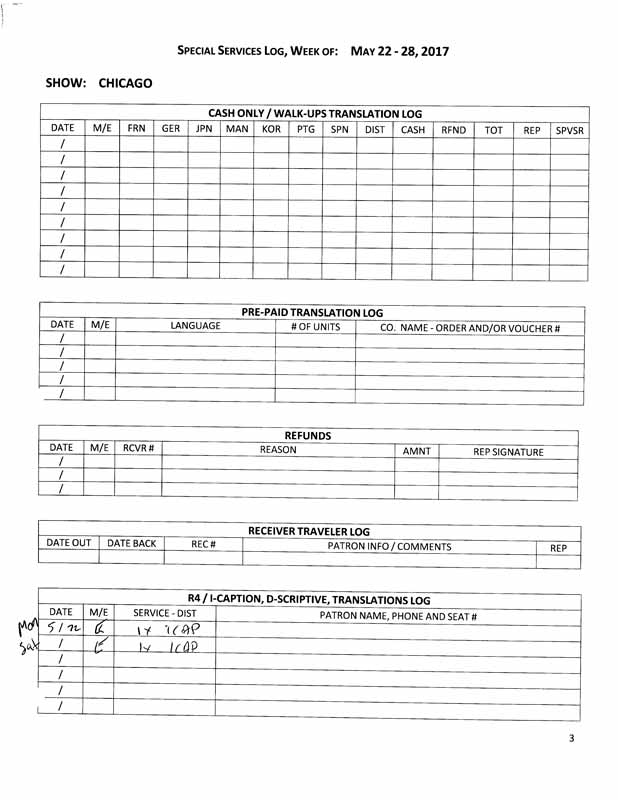 SPECIAL SERVICES LOG, WEEK OF: MAY 22 - 28, 2017
SHOW: CHICAGO
CASH ONLY / WALK-UPS TRANSLATION LOG
DATE M/E FRN GER JPN MAN KOR PTG SPN DIST CASH RFND TOT REP SPVSR
/
/
/
/
/
/
/
/
/
PRE-PAID TRANSLATION LOG
DATE M/E LANGUAGE # OF UNITS CO. NAME - ORDER AND/OR VOUCHER #
/
/
/
/
/
REFUNDS
DATE M/E RCVR # REASON AMNT REP SIGNATURE
/
/
/
RECEIVER TRAVELER LOG
DATE OUT DATE BACK REC # PATRON INFO / COMMENTS REP
R4 / I-CAPTION, D-SCRIPTIVE, TRANSLATIONS LOG
DATE M/E SERVICE - DIST PATRON NAME, PHONE AND SEAT #
Mon 5/22 E 1x ICAP
Sat / E 1x ICAP
/
/
/
/
3